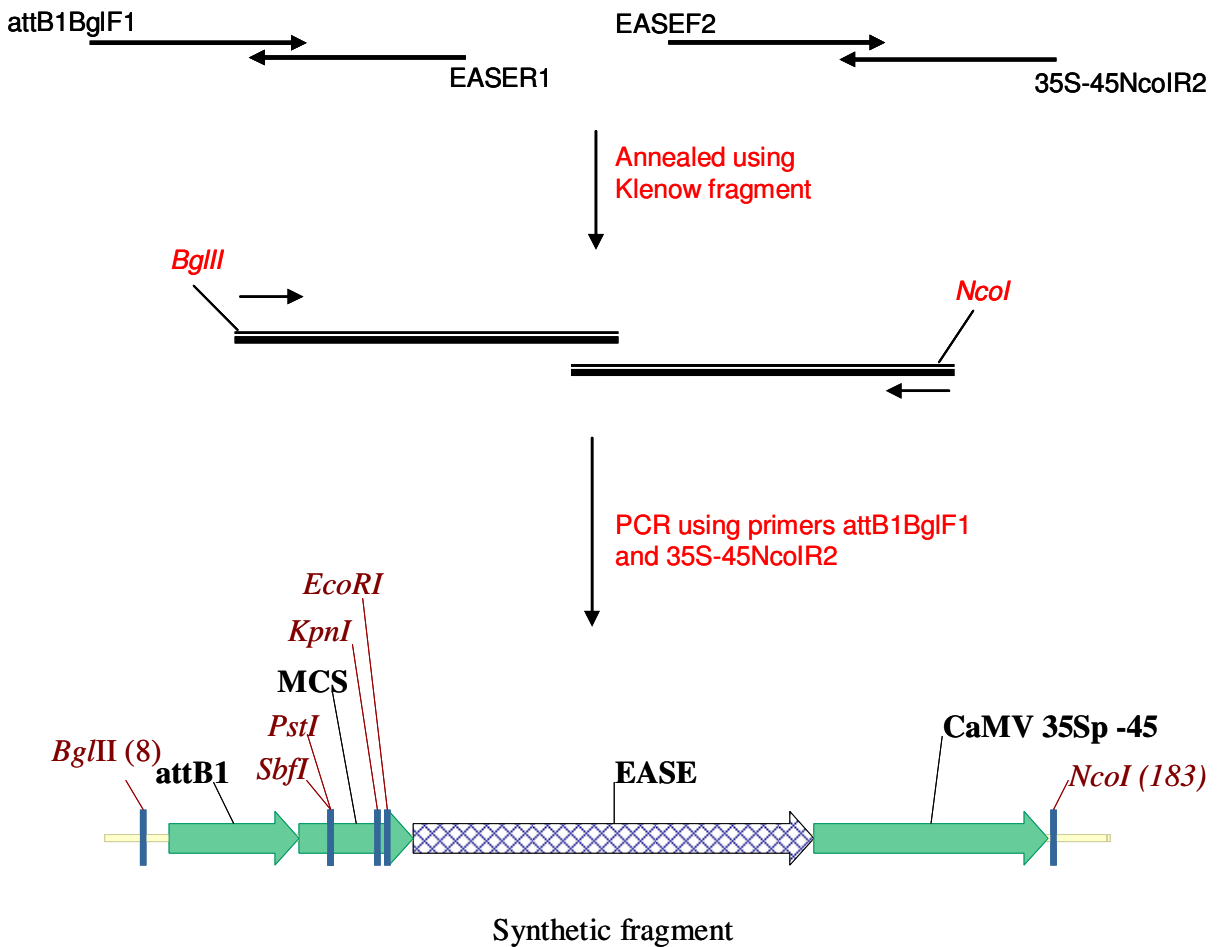 attB1BglF1
EASER1
EASEF2
35S-45NcoIR2
Annealed using
Klenow fragment
BglII
NcoI
PCR using primers attB1BglF1
and 35S-45NcoIR2
EcoRI
KpnI
MCS
PstI
SbfI
BglII (8)
attB1
EASE
CaMV 35Sp -45
NcoI (183)
Synthetic fragment